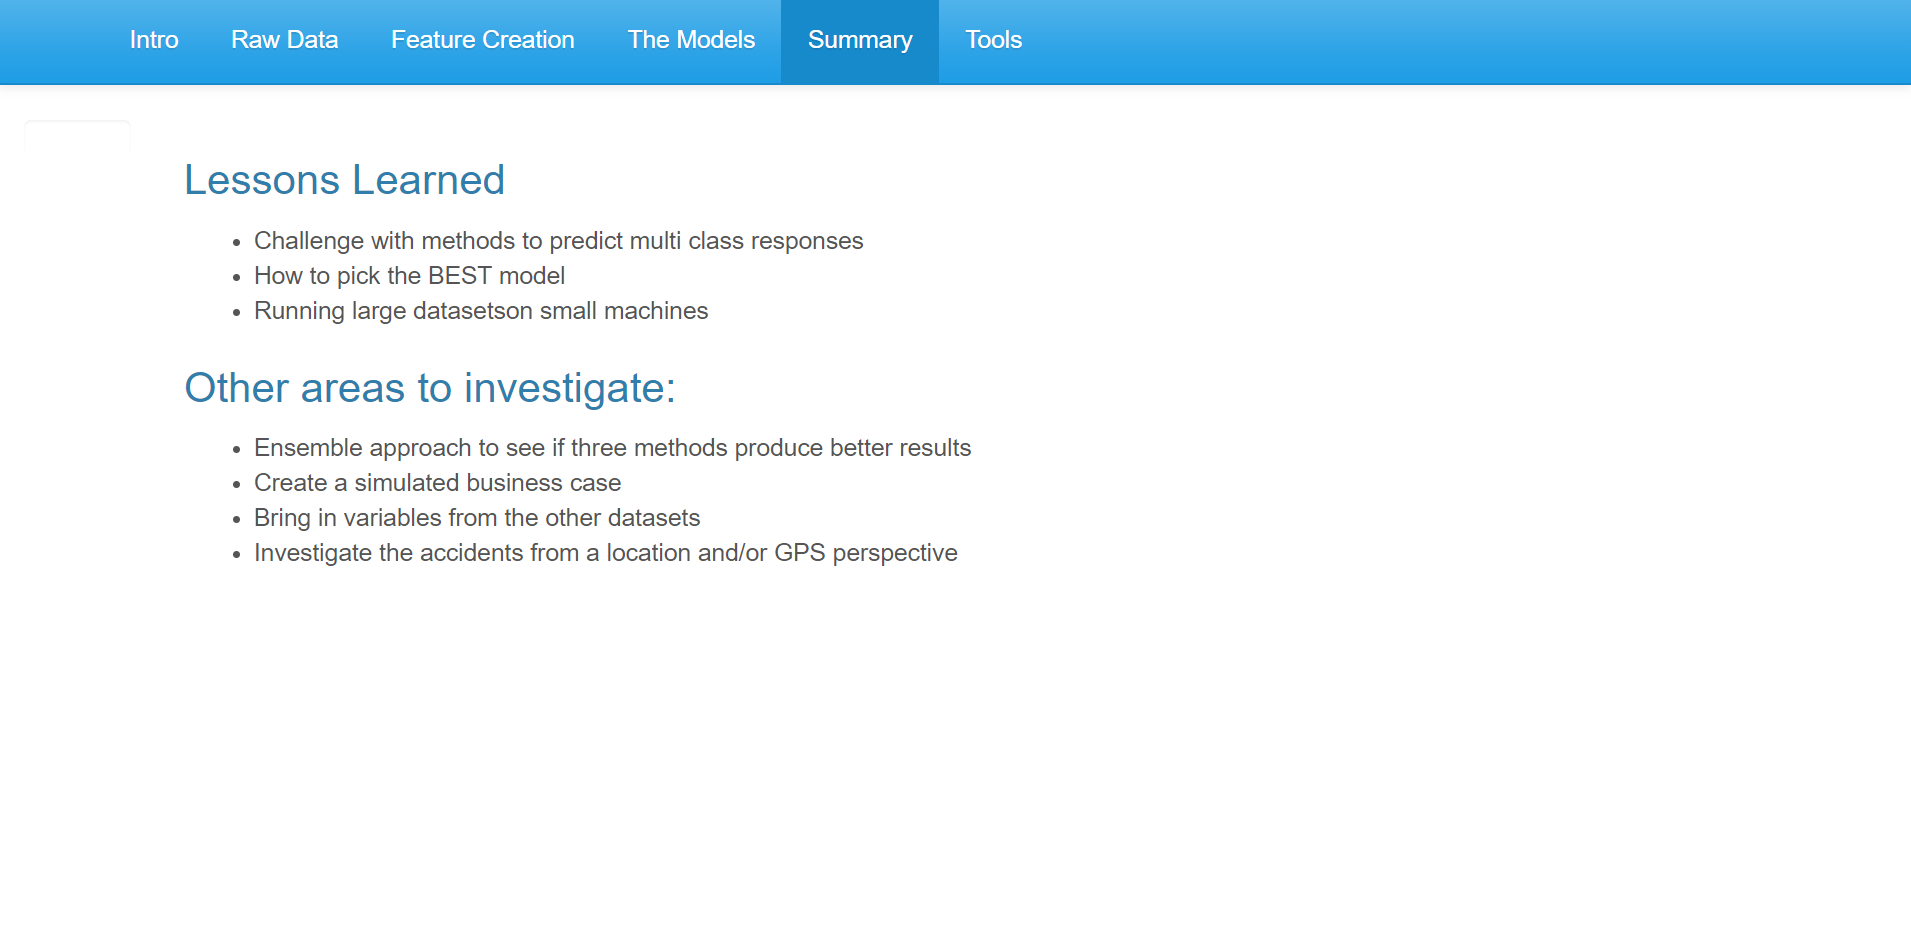 Intro Raw Data Feature Creation The Models Summary Tools
Lessons Learned
• Challenge with methods to predict multi class responses
• How to pick the BEST model
• Running large datasetson small machines
Other areas to investigate:
• Ensemble approach to see if three methods produce better results
• Create a simulated business case
• Bring in variables from the other datasets
• Investigate the accidents from a location and/or GPS perspective